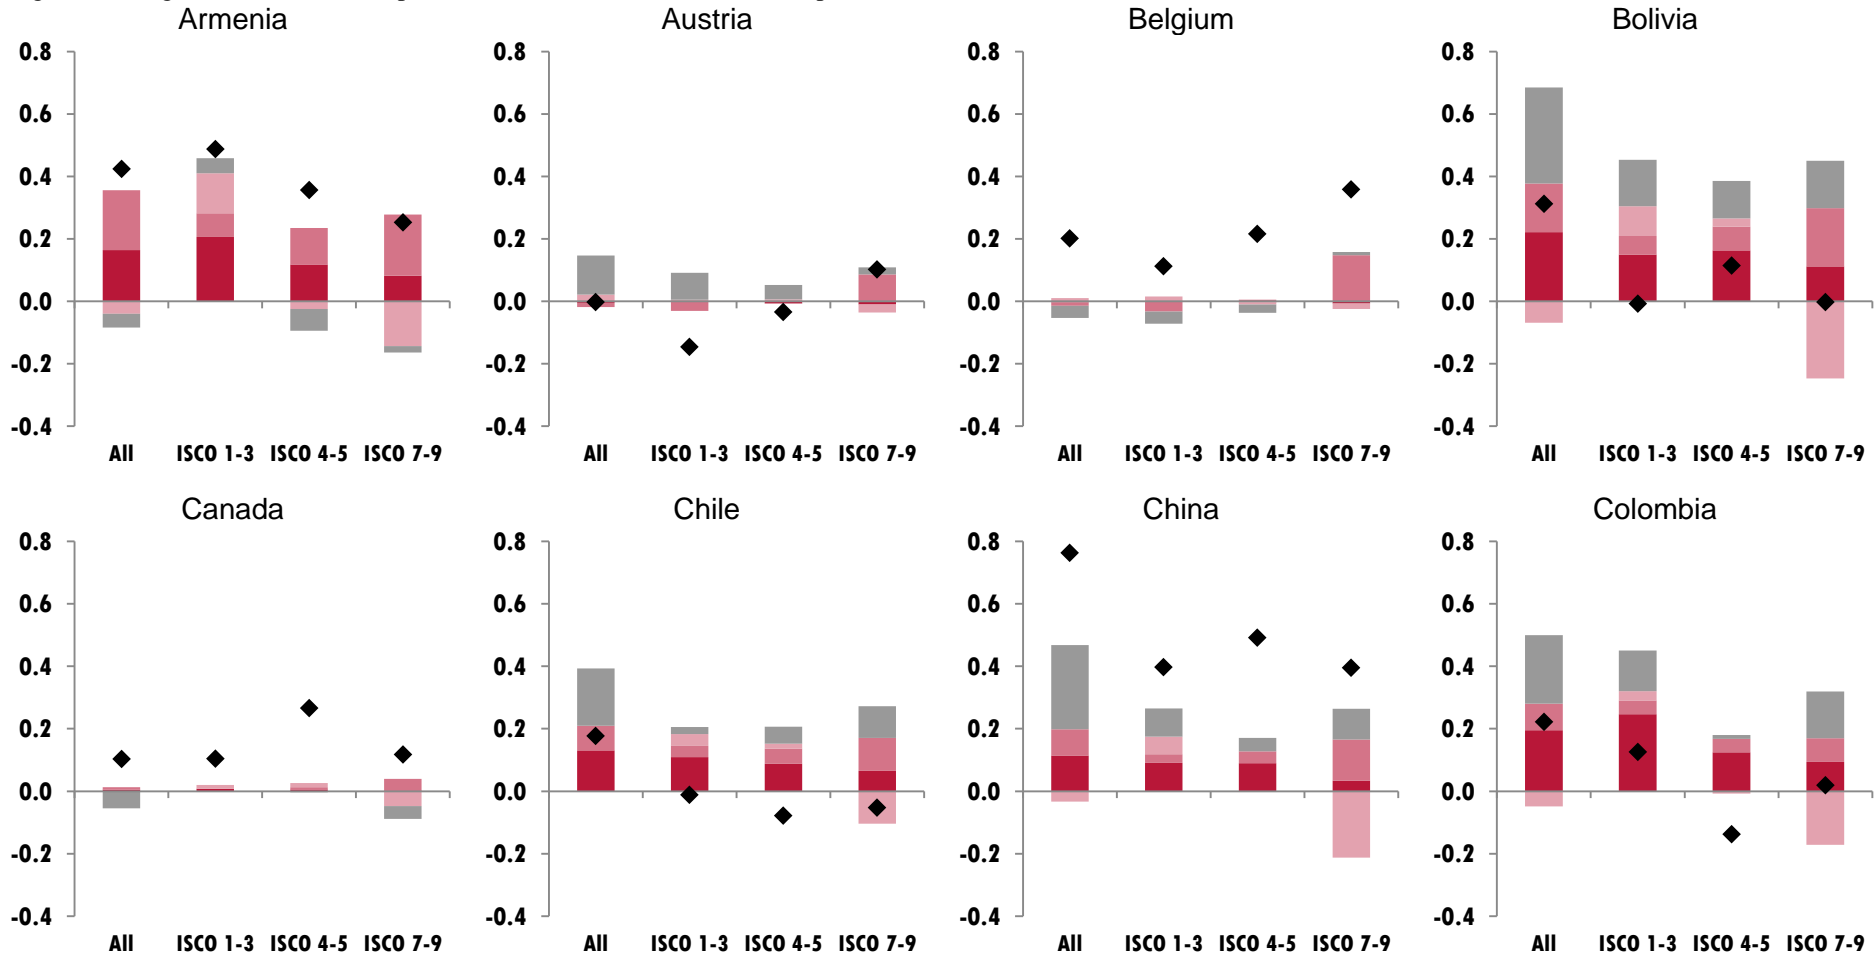 Armenia Austria Belgium Bolivia
0.8 0.8 0.8 0.8
0.6 0.6 0.6 0.6
0.4 0.4 0.4 0.4
0.2 0.2 0.2 0.2
0.0 0.0 0.0 0.0
-0.2 -0.2 -0.2 -0.2
-0.4 -0.4 -0.4 -0.4
All ISCO 1-3 ISCO 4-5 ISCO 7-9 All ISCO 1-3 ISCO 4-5 ISCO 7-9 All ISCO 1-3 ISCO 4-5 ISCO 7-9 All ISCO 1-3 ISCO 4-5 ISCO 7-9
Canada Chile China Colombia
0.8 0.8 0.8 0.8
0.6 0.6 0.6 0.6
0.4 0.4 0.4 0.4
0.2 0.2 0.2 0.2
0.0 0.0 0.0 0.0
-0.2 -0.2 -0.2 -0.2
-0.4 -0.4 -0.4 -0.4
All ISCO 1-3 ISCO 4-5 ISCO 7-9 All ISCO 1-3 ISCO 4-5 ISCO 7-9 All ISCO 1-3 ISCO 4-5 ISCO 7-9 All ISCO 1-3 ISCO 4-5 ISCO 7-9